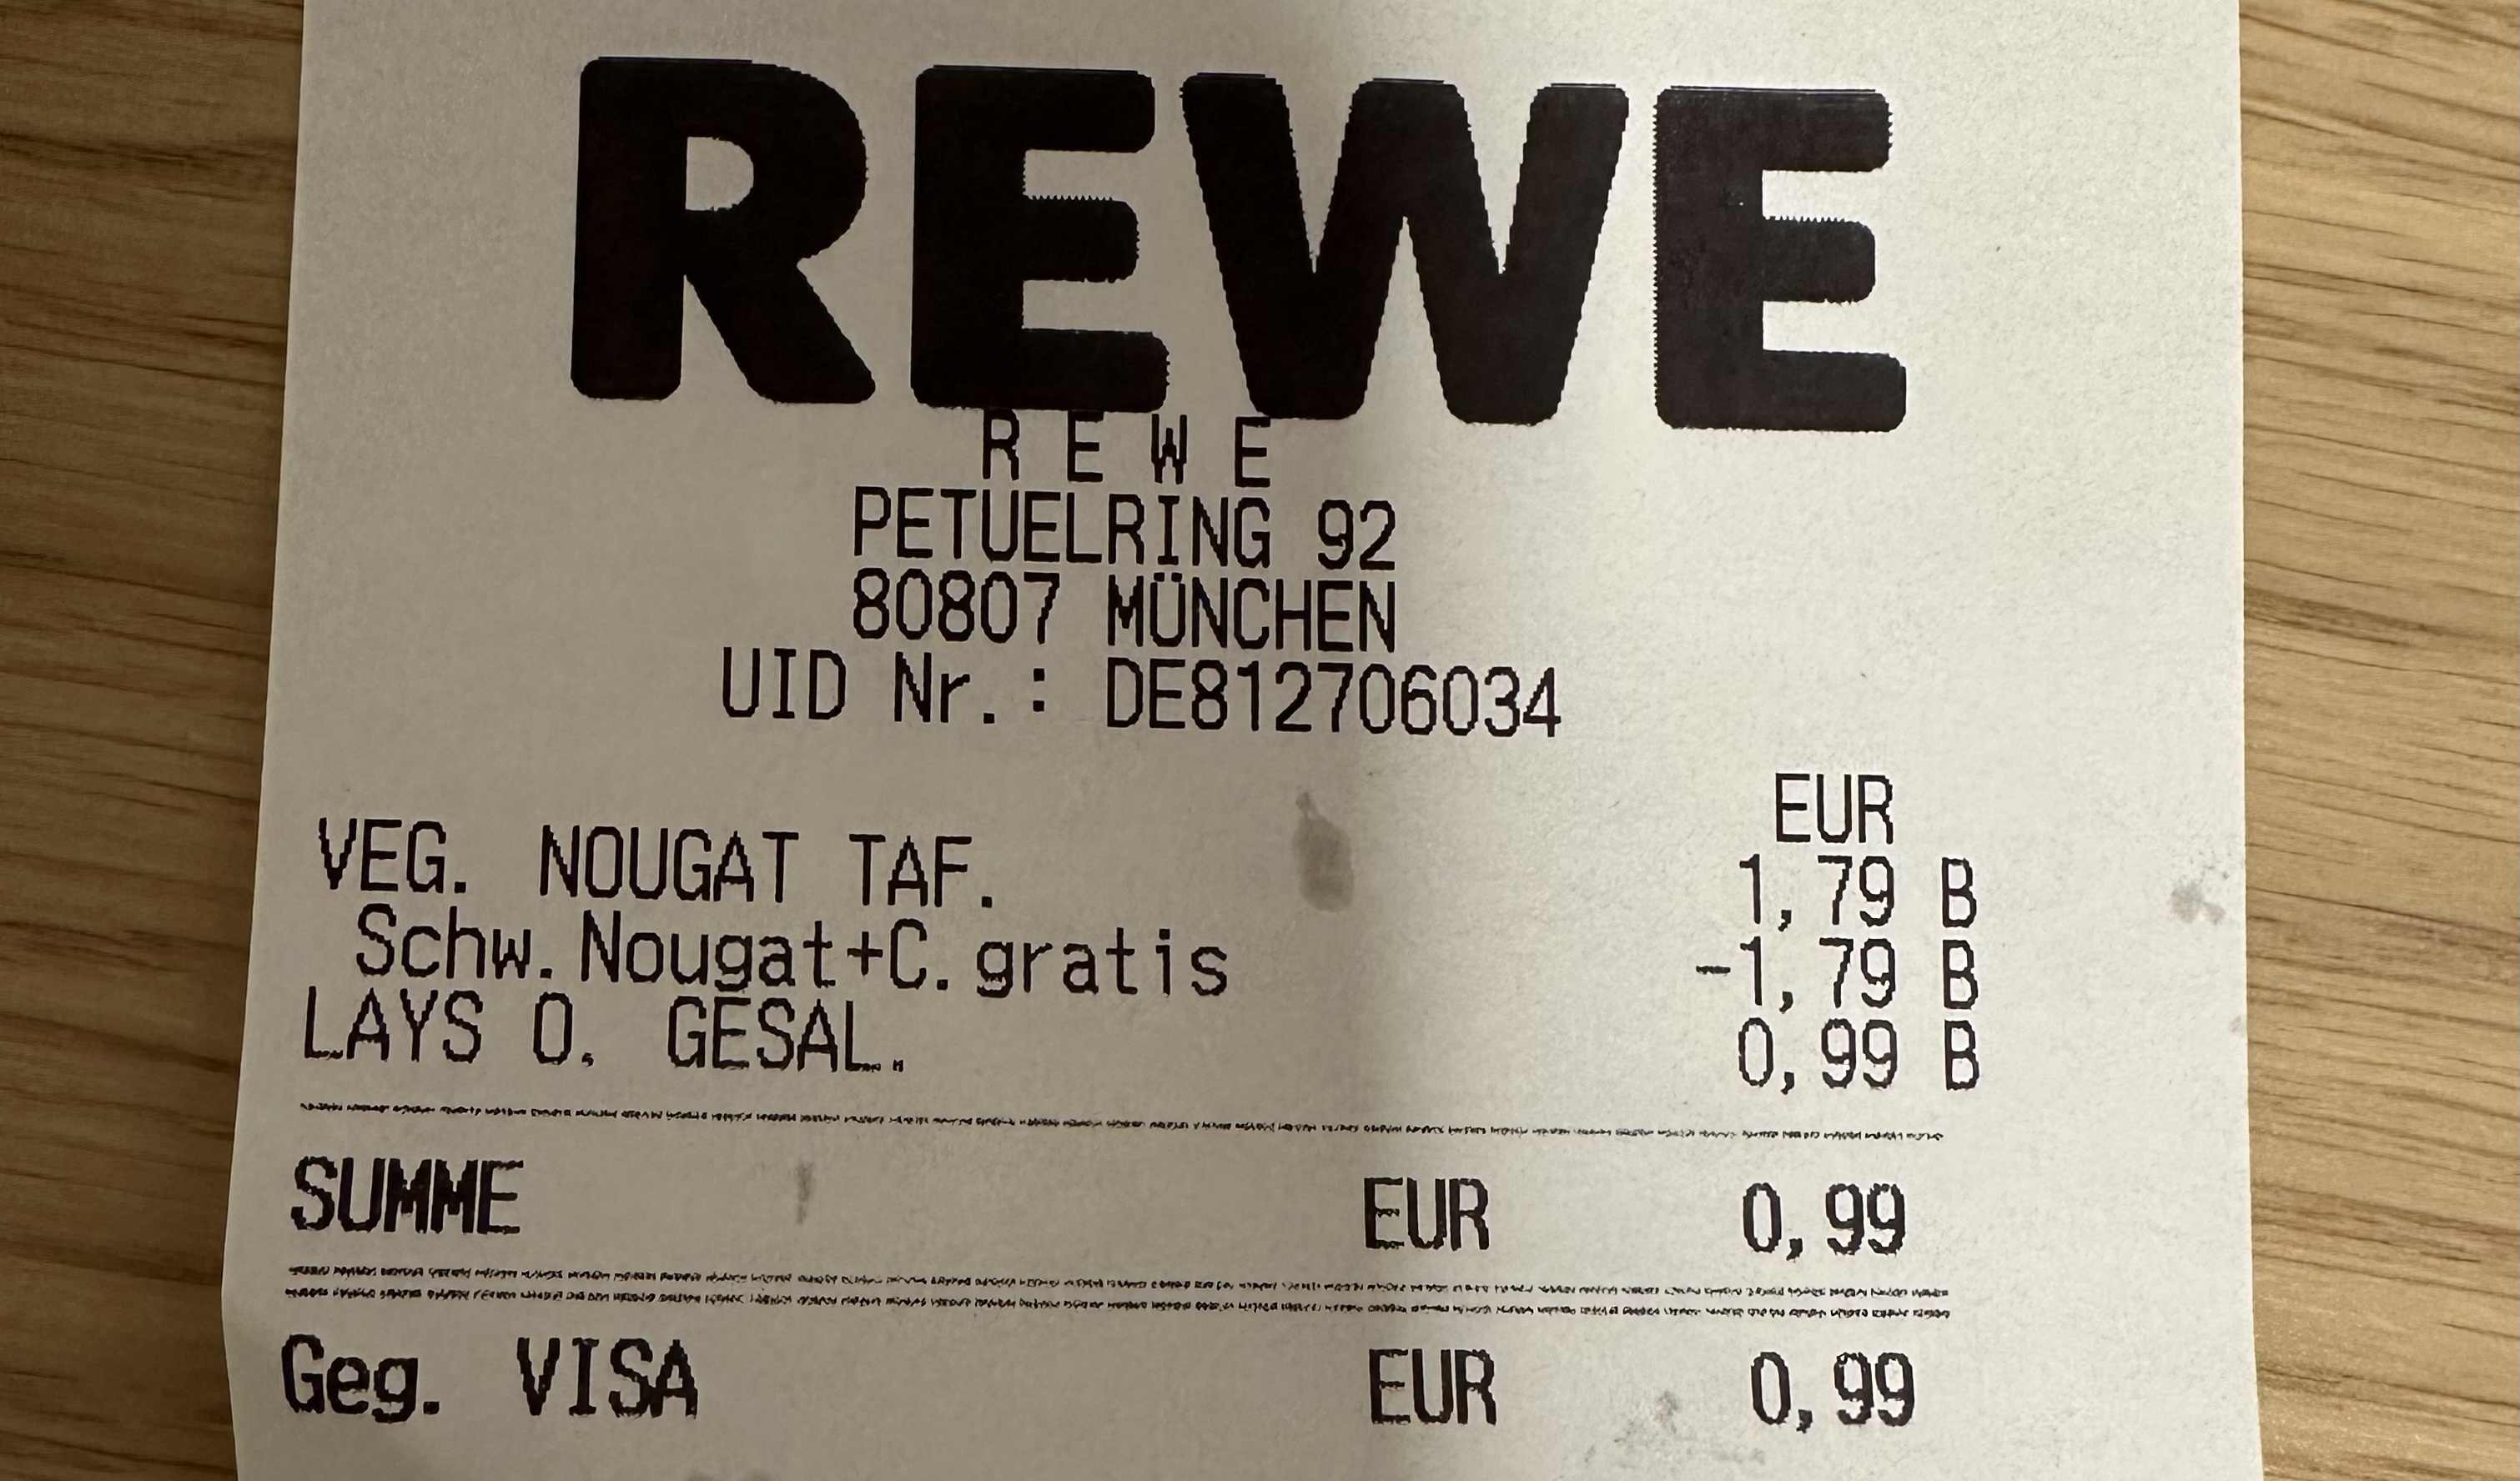 REWE
R E W E
PETUELRING 92
80807 MÜNCHEN
UID Nr.: DE812706034
EUR
VEG. NOUGAT TAF. 1,79 B
Schw.Nougat+C.gratis -1,79 B
LAYS O. GESAL. 0,99 B
SUMME EUR 0,99
Geg. VISA EUR 0,99